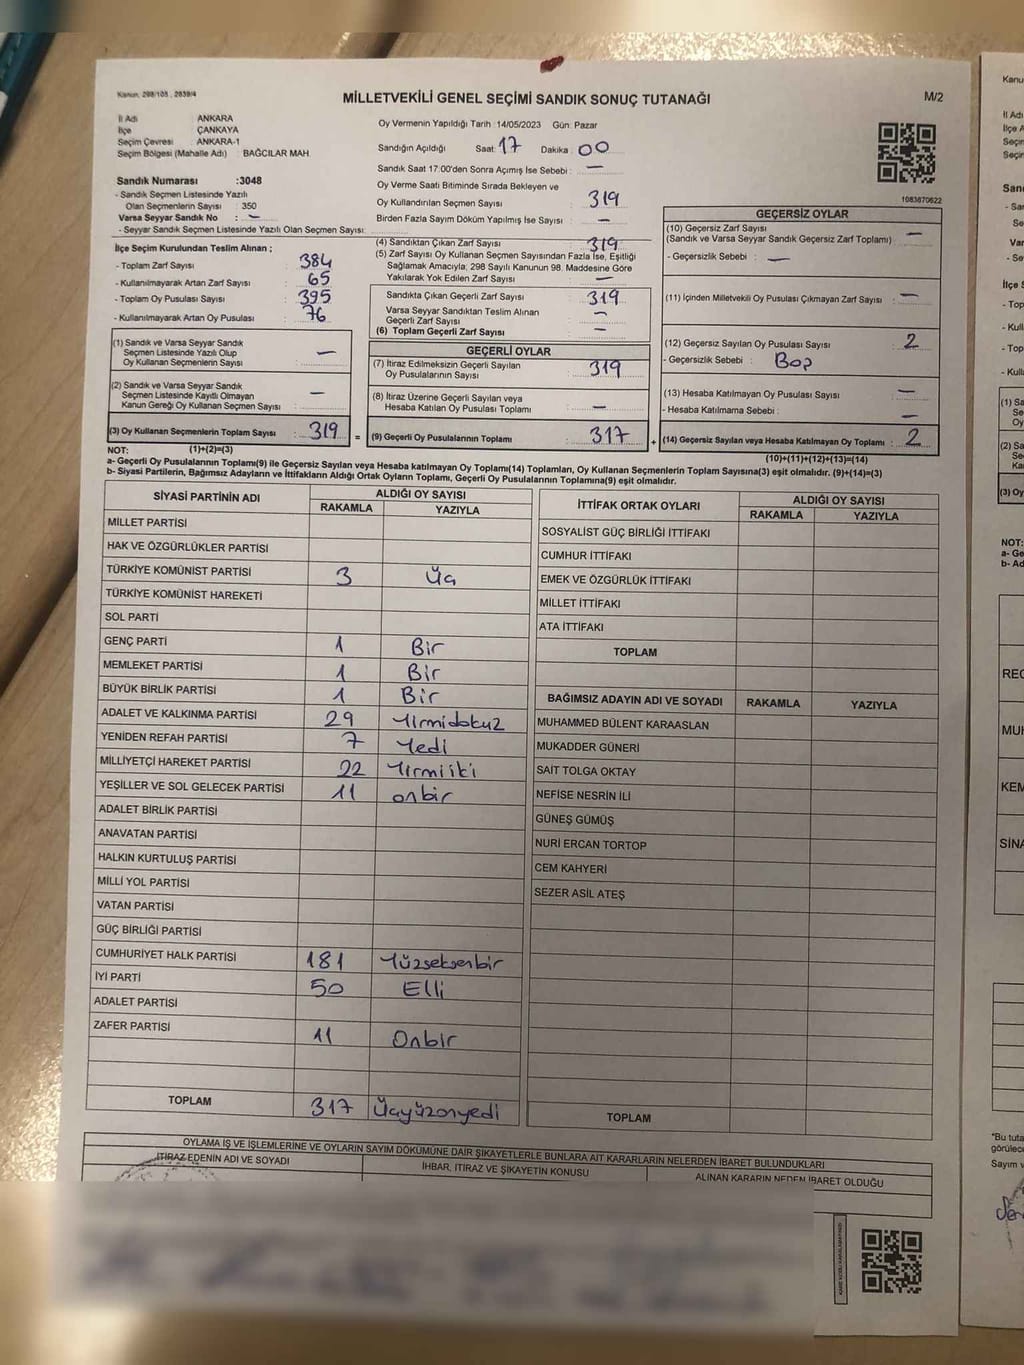 Kanun, 298/105, 2839/4
MİLLETVEKİLİ GENEL SEÇİMİ SANDIK SONUÇ TUTANAĞI
M/2
İl Adı : ANKARA
İlçe : ÇANKAYA
Seçim Çevresi : ANKARA-1
Seçim Bölgesi (Mahalle Adı) : BAĞCILAR MAH.
Oy Vermenin Yapıldığı Tarih : 14/05/2023 Gün: Pazar
Sandığın Açıldığı Saat: 17 Dakika : 00
Sandık Saat 17:00'den Sonra Açımış İse Sebebi : —
Oy Verme Saati Bitiminde Sırada Bekleyen ve
Oy Kullandırılan Seçmen Sayısı : 319
Birden Fazla Sayım Döküm Yapılmış İse Sayısı : —
Sandık Numarası :3048
- Sandık Seçmen Listesinde Yazılı
Olan Seçmenlerin Sayısı : 350
Varsa Seyyar Sandık No : —
- Seyyar Sandık Seçmen Listesinde Yazılı Olan Seçmen Sayısı:
İlçe Seçim Kurulundan Teslim Alınan ;
- Toplam Zarf Sayısı : 384
- Kullanılmayarak Artan Zarf Sayısı : 65
- Toplam Oy Pusulası Sayısı : 395
- Kullanılmayarak Artan Oy Pusulası : 76
(4) Sandıktan Çıkan Zarf Sayısı : 319
(5) Zarf Sayısı Oy Kullanan Seçmen Sayısından Fazla İse, Eşitliği
Sağlamak Amacıyla; 298 Sayılı Kanunun 98. Maddesine Göre
Yakılarak Yok Edilen Zarf Sayısı : —
Sandıkta Çıkan Geçerli Zarf Sayısı : 319
Varsa Seyyar Sandıktan Teslim Alınan
Geçerli Zarf Sayısı : —
(6) Toplam Geçerli Zarf Sayısı : —
1083670622
GEÇERSİZ OYLAR
(10) Geçersiz Zarf Sayısı : —
(Sandık ve Varsa Seyyar Sandık Geçersiz Zarf Toplamı)
- Geçersizlik Sebebi : —
(11) İçinden Milletvekili Oy Pusulası Çıkmayan Zarf Sayısı : —
(12) Geçersiz Sayılan Oy Pusulası Sayısı : 2
- Geçersizlik Sebebi : Boş
(13) Hesaba Katılmayan Oy Pusulası Sayısı : —
- Hesaba Katılmama Sebebi : —
(14) Geçersiz Sayılan veya Hesaba Katılmayan Oy Toplamı : 2
(10)+(11)+(12)+(13)=(14)
(1) Sandık ve Varsa Seyyar Sandık
Seçmen Listesinde Yazılı Olup
Oy Kullanan Seçmenlerin Sayısı : —
(2) Sandık ve Varsa Seyyar Sandık
Seçmen Listesinde Kayıtlı Olmayan
Kanun Gereği Oy Kullanan Seçmen Sayısı : —
(3) Oy Kullanan Seçmenlerin Toplam Sayısı : 319 =
(1)+(2)=(3)
GEÇERLİ OYLAR
(7) İtiraz Edilmeksizin Geçerli Sayılan
Oy Pusulalarının Sayısı : 319
(8) İtiraz Üzerine Geçerli Sayılan veya
Hesaba Katılan Oy Pusulası Toplamı : —
(9) Geçerli Oy Pusulalarının Toplamı : 317 +
NOT:
a- Geçerli Oy Pusulalarının Toplamı(9) ile Geçersiz Sayılan veya Hesaba katılmayan Oy Toplamı(14) Toplamları, Oy Kullanan Seçmenlerin Toplam Sayısına(3) eşit olmalıdır. (9)+(14)=(3)
b- Siyasi Partilerin, Bağımsız Adayların ve İttifakların Aldığı Ortak Oyların Toplamı, Geçerli Oy Pusulalarının Toplamına(9) eşit olmalıdır.
SİYASİ PARTİNİN ADI ALDIĞI OY SAYISI
RAKAMLA YAZIYLA
MİLLET PARTİSİ
HAK VE ÖZGÜRLÜKLER PARTİSİ
TÜRKİYE KOMÜNİST PARTİSİ 3 Üç
TÜRKİYE KOMÜNİST HAREKETİ
SOL PARTİ
GENÇ PARTİ 1 Bir
MEMLEKET PARTİSİ 1 Bir
BÜYÜK BİRLİK PARTİSİ 1 Bir
ADALET VE KALKINMA PARTİSİ 29 Yirmidokuz
YENİDEN REFAH PARTİSİ 7 Yedi
MİLLİYETÇİ HAREKET PARTİSİ 22 Yirmiiki
YEŞİLLER VE SOL GELECEK PARTİSİ 11 onbir
ADALET BİRLİK PARTİSİ
ANAVATAN PARTİSİ
HALKIN KURTULUŞ PARTİSİ
MİLLİ YOL PARTİSİ
VATAN PARTİSİ
GÜÇ BİRLİĞİ PARTİSİ
CUMHURİYET HALK PARTİSİ 181 Yüzseksenbir
İYİ PARTİ 50 Elli
ADALET PARTİSİ
ZAFER PARTİSİ 11 Onbir
TOPLAM 317 Üçyüzonyedi
İTTİFAK ORTAK OYLARI ALDIĞI OY SAYISI
RAKAMLA YAZIYLA
SOSYALİST GÜÇ BİRLİĞİ İTTİFAKI
CUMHUR İTTİFAKI
EMEK VE ÖZGÜRLÜK İTTİFAKI
MİLLET İTTİFAKI
ATA İTTİFAKI
TOPLAM
BAĞIMSIZ ADAYIN ADI VE SOYADI RAKAMLA YAZIYLA
MUHAMMED BÜLENT KARAASLAN
MUKADDER GÜNERİ
SAİT TOLGA OKTAY
NEFİSE NESRİN İLİ
GÜNEŞ GÜMÜŞ
NURİ ERCAN TORTOP
CEM KAHYERİ
SEZER ASİL ATEŞ
TOPLAM
OYLAMA İŞ VE İŞLEMLERİNE VE OYLARIN SAYIM DÖKÜMÜNE DAİR ŞİKAYETLERLE BUNLARA AİT KARARLARIN NELERDEN İBARET BULUNDUKLARI
İTİRAZ EDENİN ADI VE SOYADI
İHBAR, İTİRAZ VE ŞİKAYETİN KONUSU
ALINAN KARARIN NEDEN İBARET OLDUĞU
Kanu
İl Adı
İlçe A
Seçim
Seçin
NOT:
a- Ge
b- Ad
REC
MUH
KEM
SİNA
"Bu tuta
görülec
Sayım v